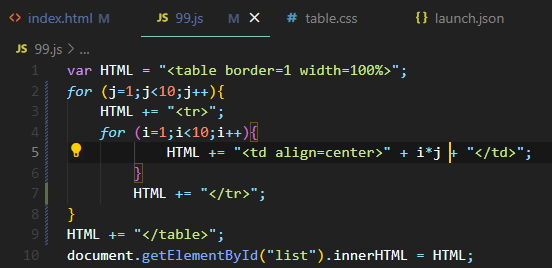 index.html M
99.js M
table.css
launch.json
99.js > ...
1 var HTML = "<table border=1 width=100%>";
2 for (j=1;j<10;j++){
3 HTML += "<tr>";
4 for (i=1;i<10;i++){
5 HTML += "<td align=center>" + i*j + "</td>";
6 }
7 HTML += "</tr>";
8 }
9 HTML += "</table>";
10 document.getElementById("list").innerHTML = HTML;